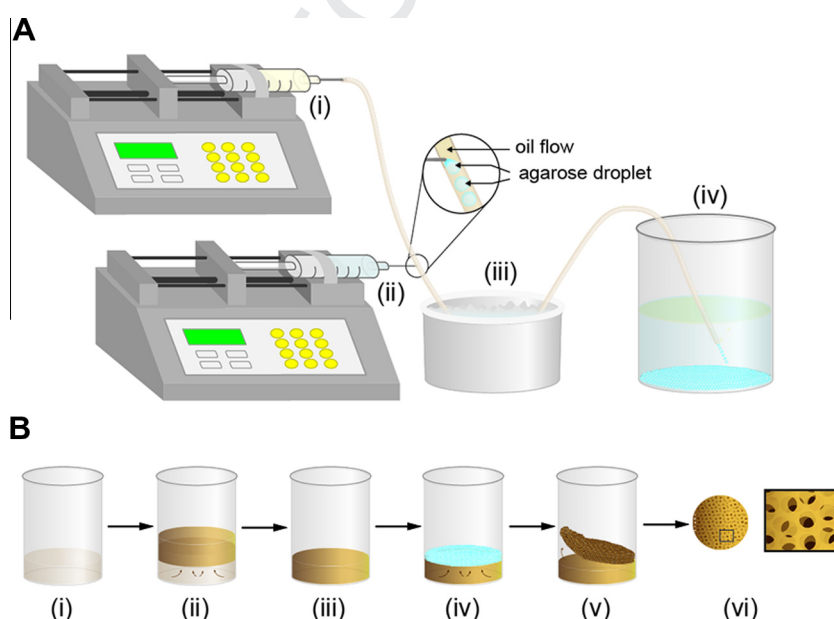 A
(i)
oil flow
agarose droplet
(iv)
(iii)
(ii)
B
(i) (ii) (iii) (iv) (v) (vi)